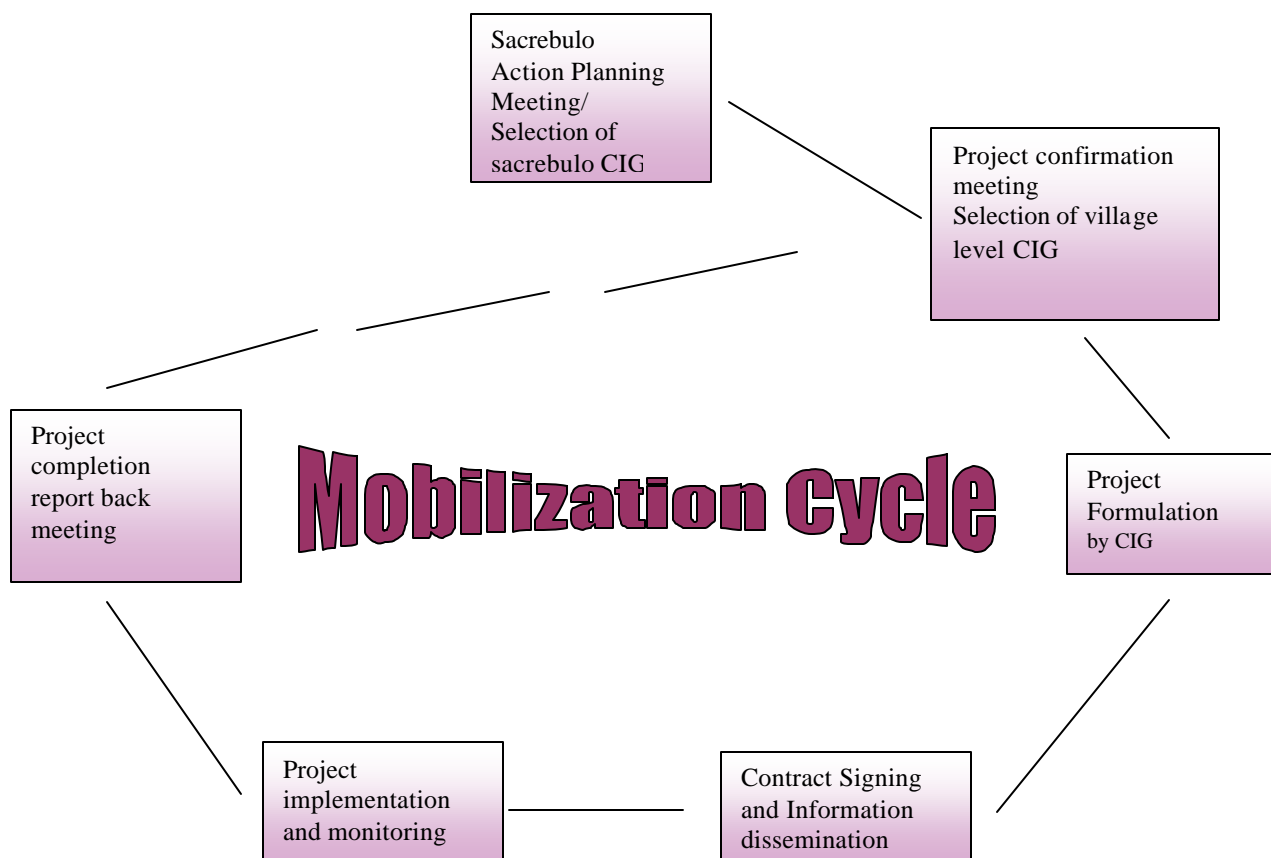 Sacrebulo
Action Planning
Meeting/
Selection of
sacrebulo CIG
Project confirmation
meeting
Selection of village
level CIG
Project
Formulation
by CIG
Contract Signing
and Information
dissemination
Project
implementation
and monitoring
Project
completion
report back
meeting
Mobilization Cycle